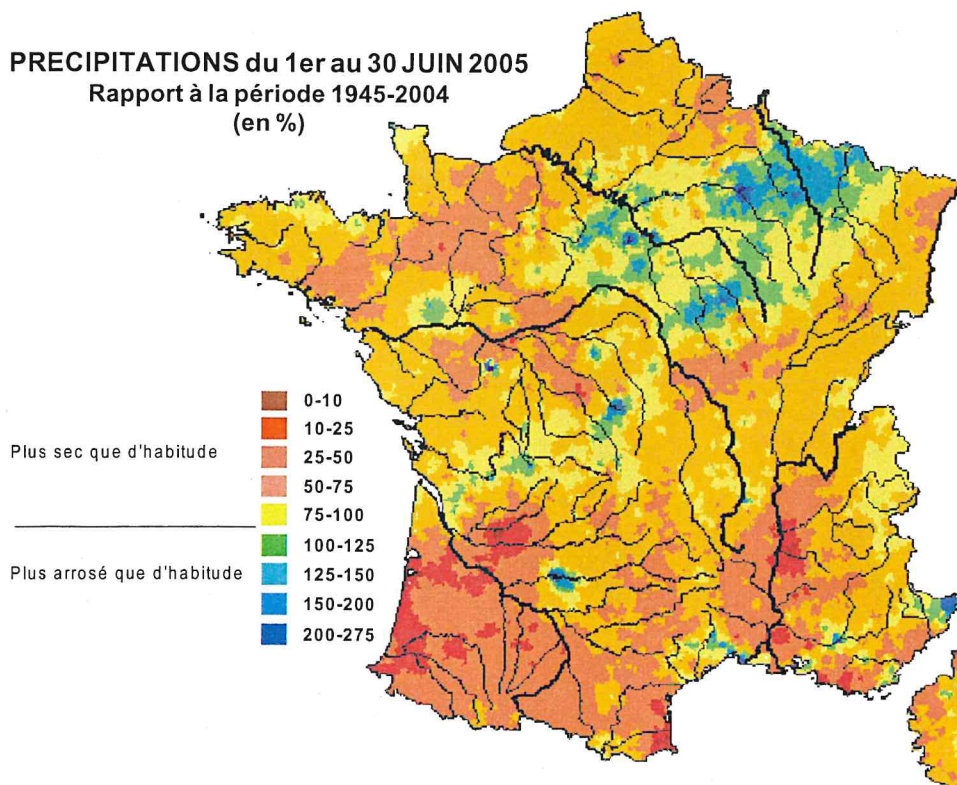 PRECIPITATIONS du 1er au 30 JUIN 2005
Rapport à la période 1945-2004
(en %)
0-10
10-25
Plus sec que d'habitude
25-50
50-75
75-100
100-125
Plus arrosé que d'habitude
125-150
150-200
200-275